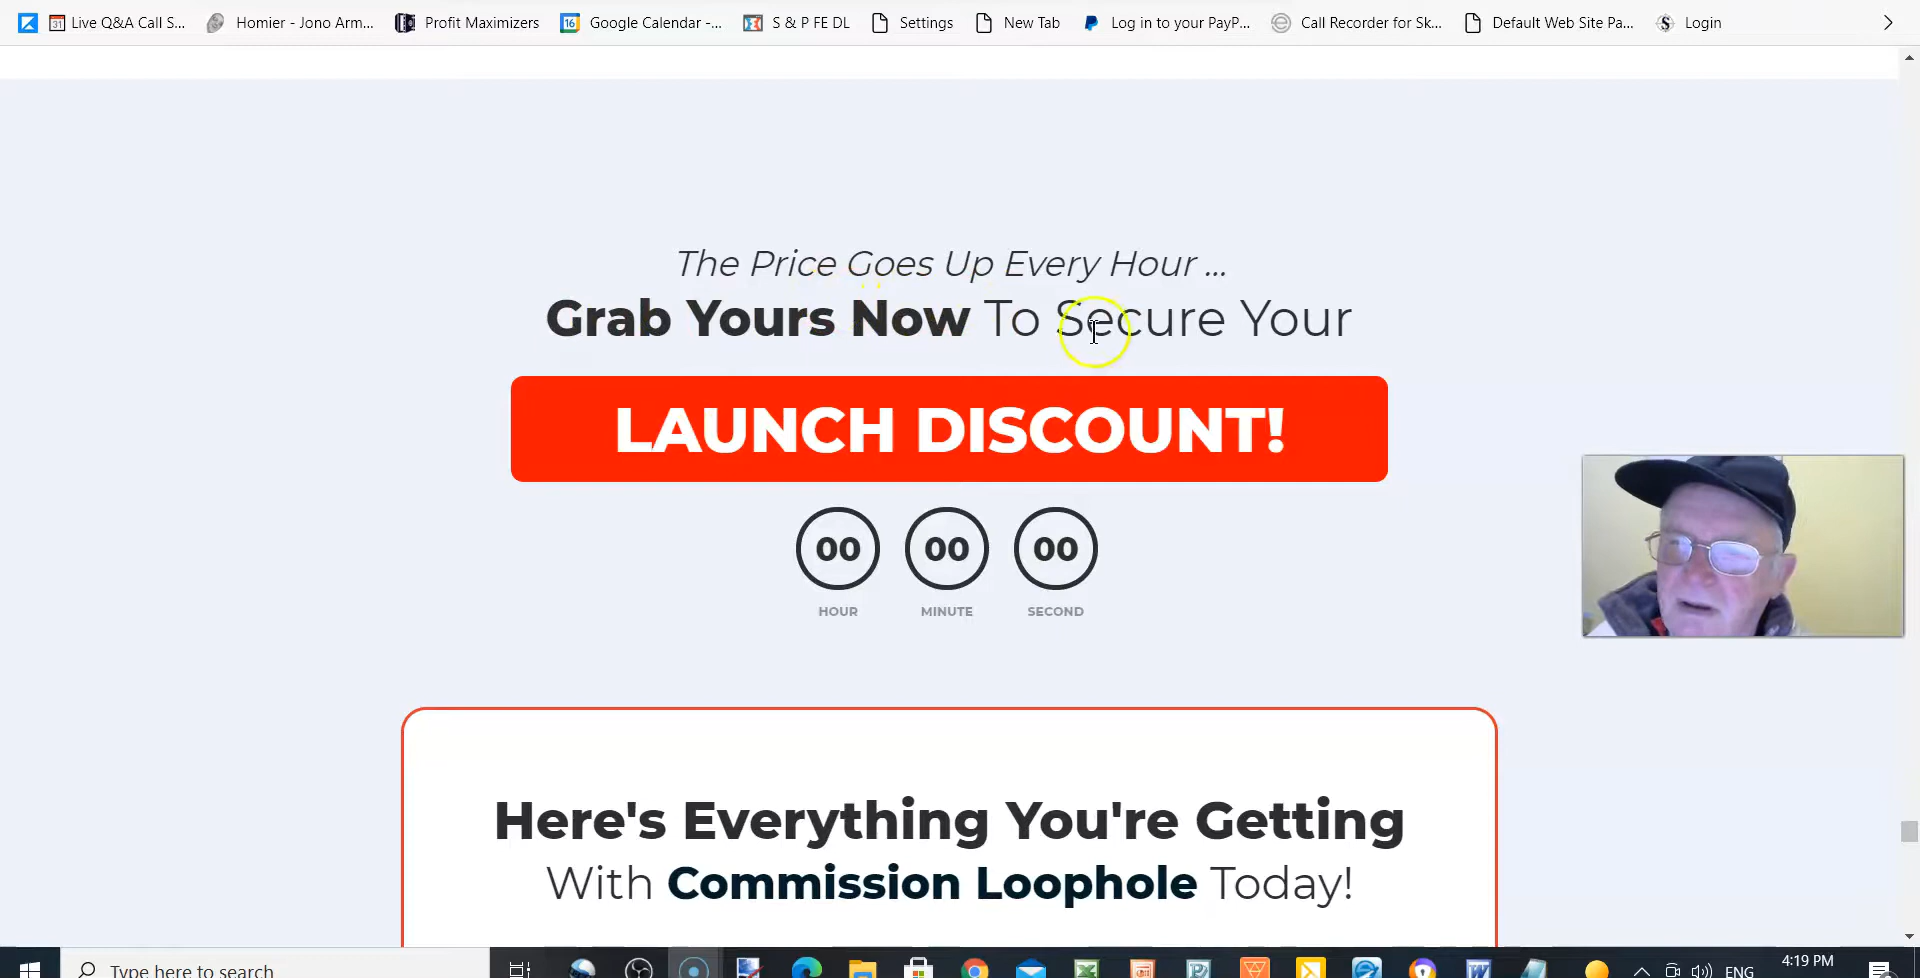 Live Q&A Call S...
Homier - Jono Arm...
Profit Maximizers
Google Calendar -...
S & P FE DL
Settings
New Tab
Log in to your PayP...
Call Recorder for Sk...
Default Web Site Pa...
Login
The Price Goes Up Every Hour ...
Grab Yours Now To Secure Your
LAUNCH DISCOUNT!
00 00 00
HOUR MINUTE SECOND
Here's Everything You're Getting
With Commission Loophole Today!
Type here to search
ENG
4:19 PM